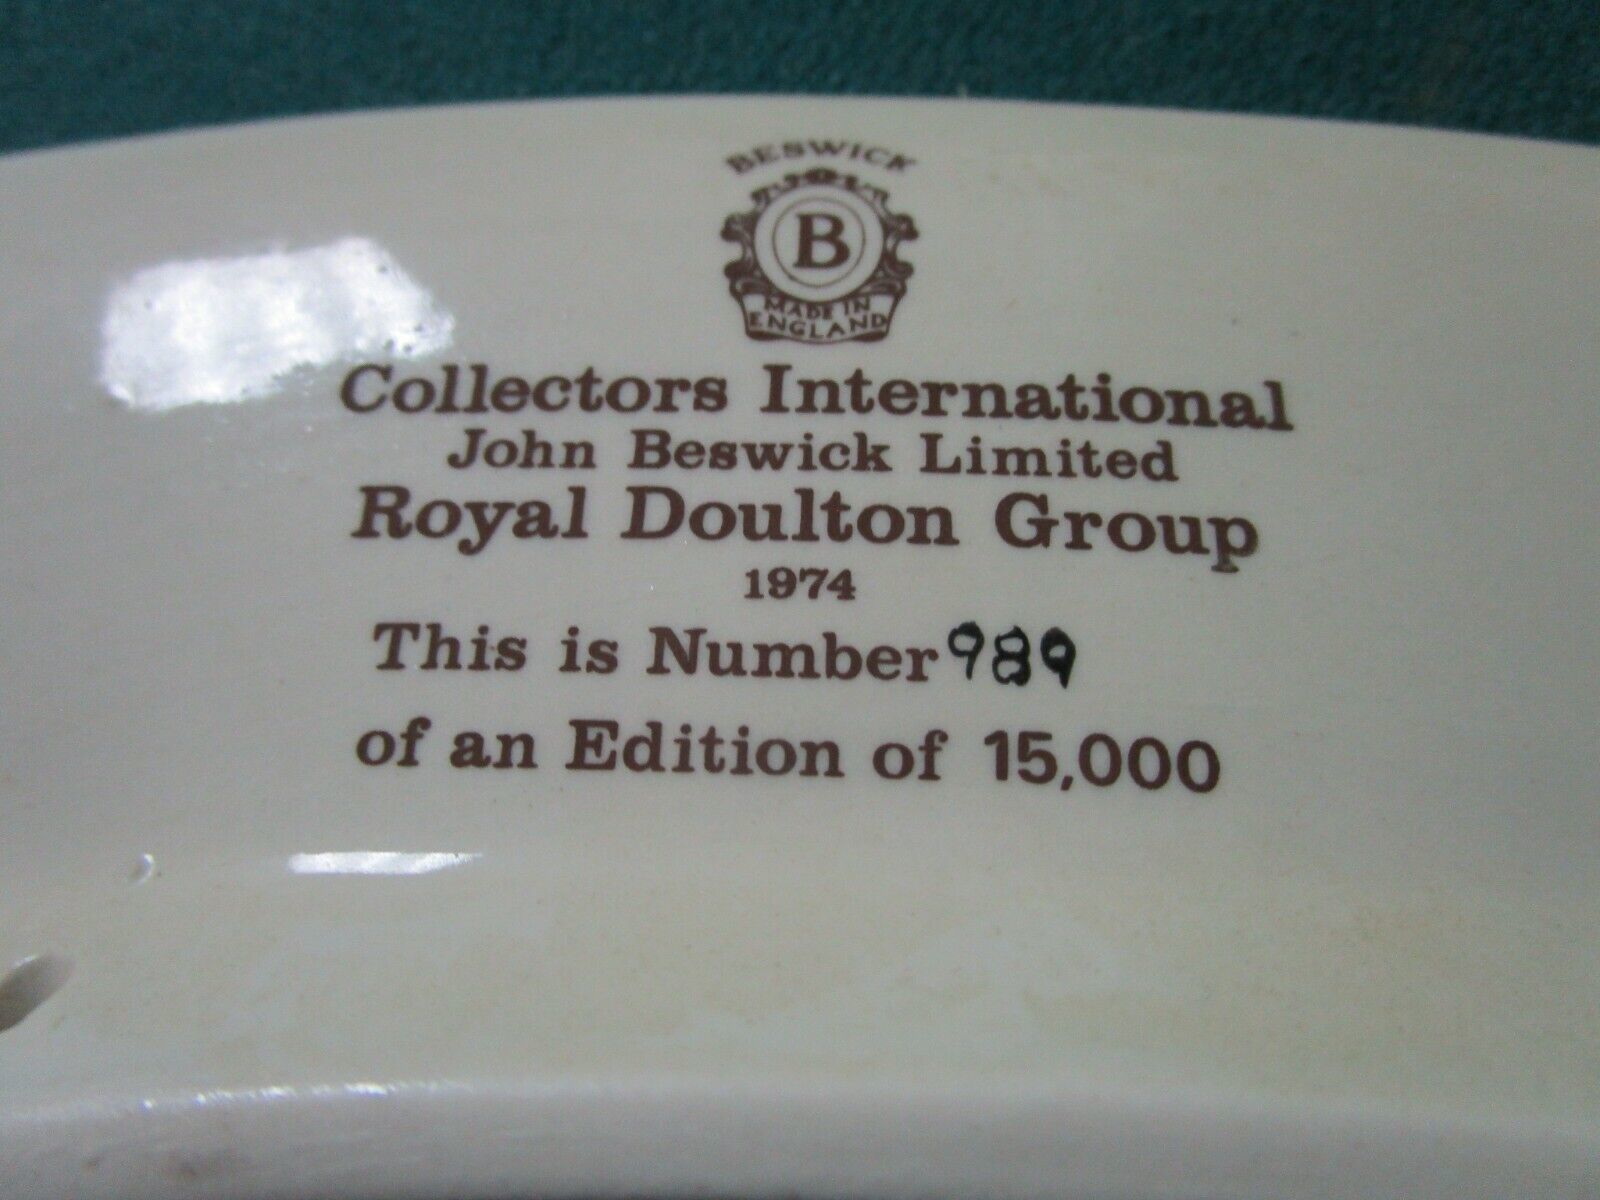 BESWICK
B
MADE IN
ENGLAND
Collectors International
John Beswick Limited
Royal Doulton Group
1974
This is Number 989
of an Edition of 15,000